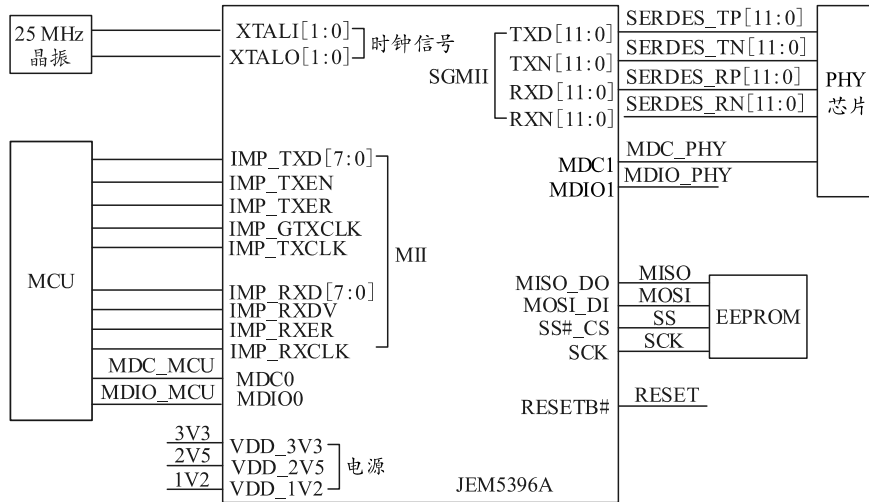 25 MHz
晶振
XTALI[1:0]
XTALO[1:0]
时钟信号
SGMII
TXD[11:0]
TXN[11:0]
RXD[11:0]
RXN[11:0]
SERDES_TP[11:0]
SERDES_TN[11:0]
SERDES_RP[11:0]
SERDES_RN[11:0]
PHY
芯片
MDC1
MDIO1
MDC_PHY
MDIO_PHY
MCU
IMP_TXD[7:0]
IMP_TXEN
IMP_TXER
IMP_GTXCLK
IMP_TXCLK
MII
IMP_RXD[7:0]
IMP_RXDV
IMP_RXER
IMP_RXCLK
MDC_MCU
MDC0
MDIO_MCU
MDIO0
MISO_DO
MOSI_DI
SS#_CS
SCK
MISO
MOSI
SS
SCK
EEPROM
RESETB#
RESET
3V3
2V5
1V2
VDD_3V3
VDD_2V5
VDD_1V2
电源
JEM5396A